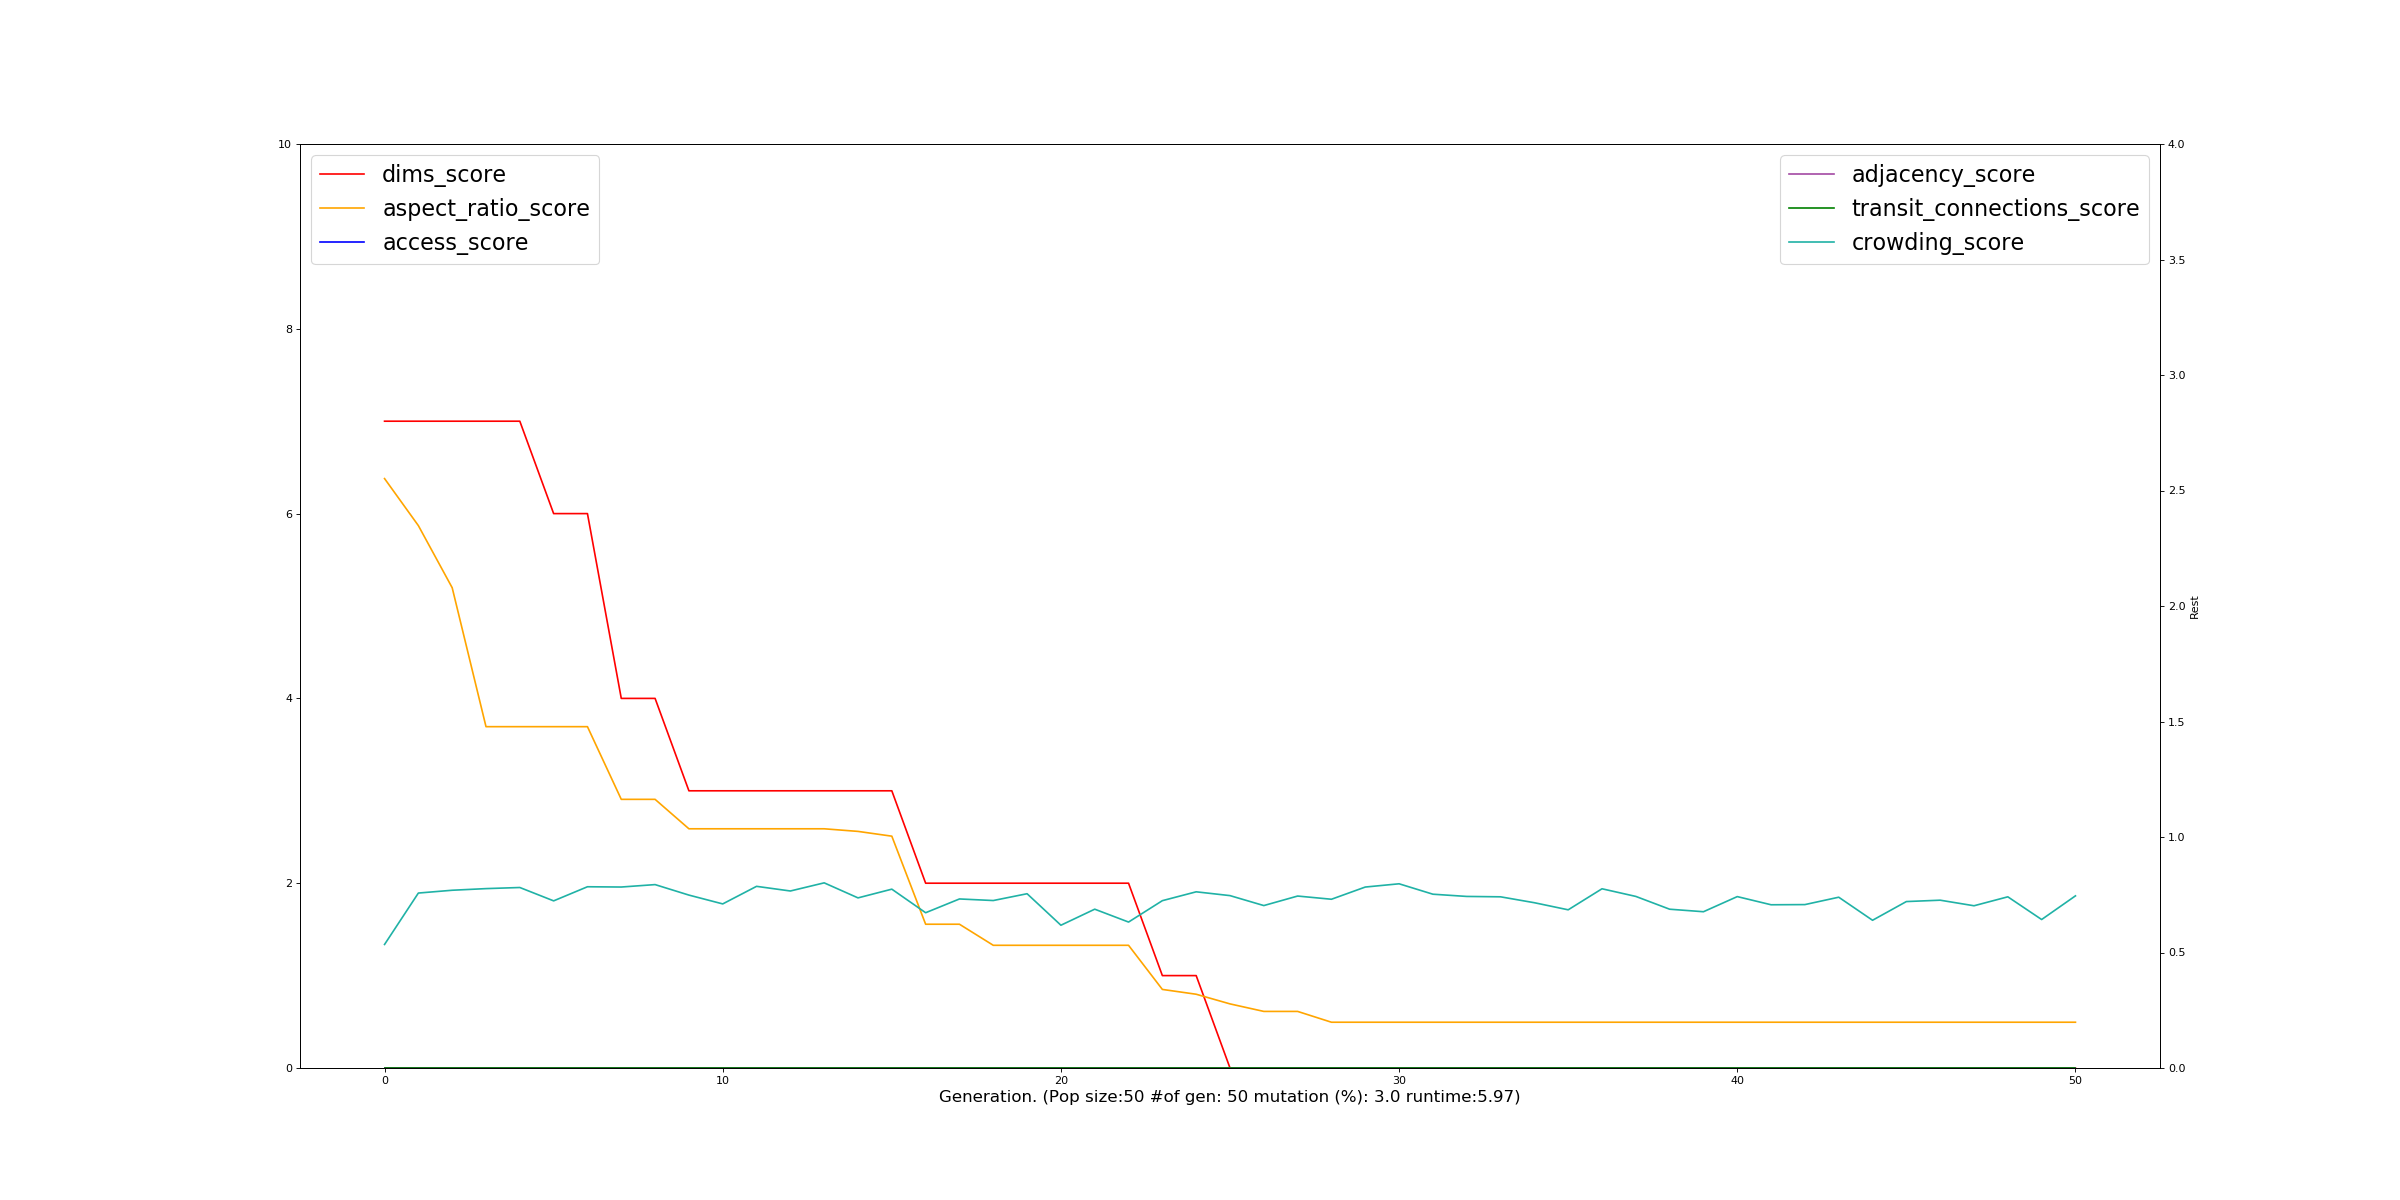 10
8
6
4
2
0
dims_score
aspect_ratio_score
access_score
adjacency_score
transit_connections_score
crowding_score
4.0
3.5
3.0
2.5
2.0
1.5
1.0
0.5
0.0
Rest
0 10 20 30 40 50
Generation. (Pop size:50 #of gen: 50 mutation (%): 3.0 runtime:5.97)